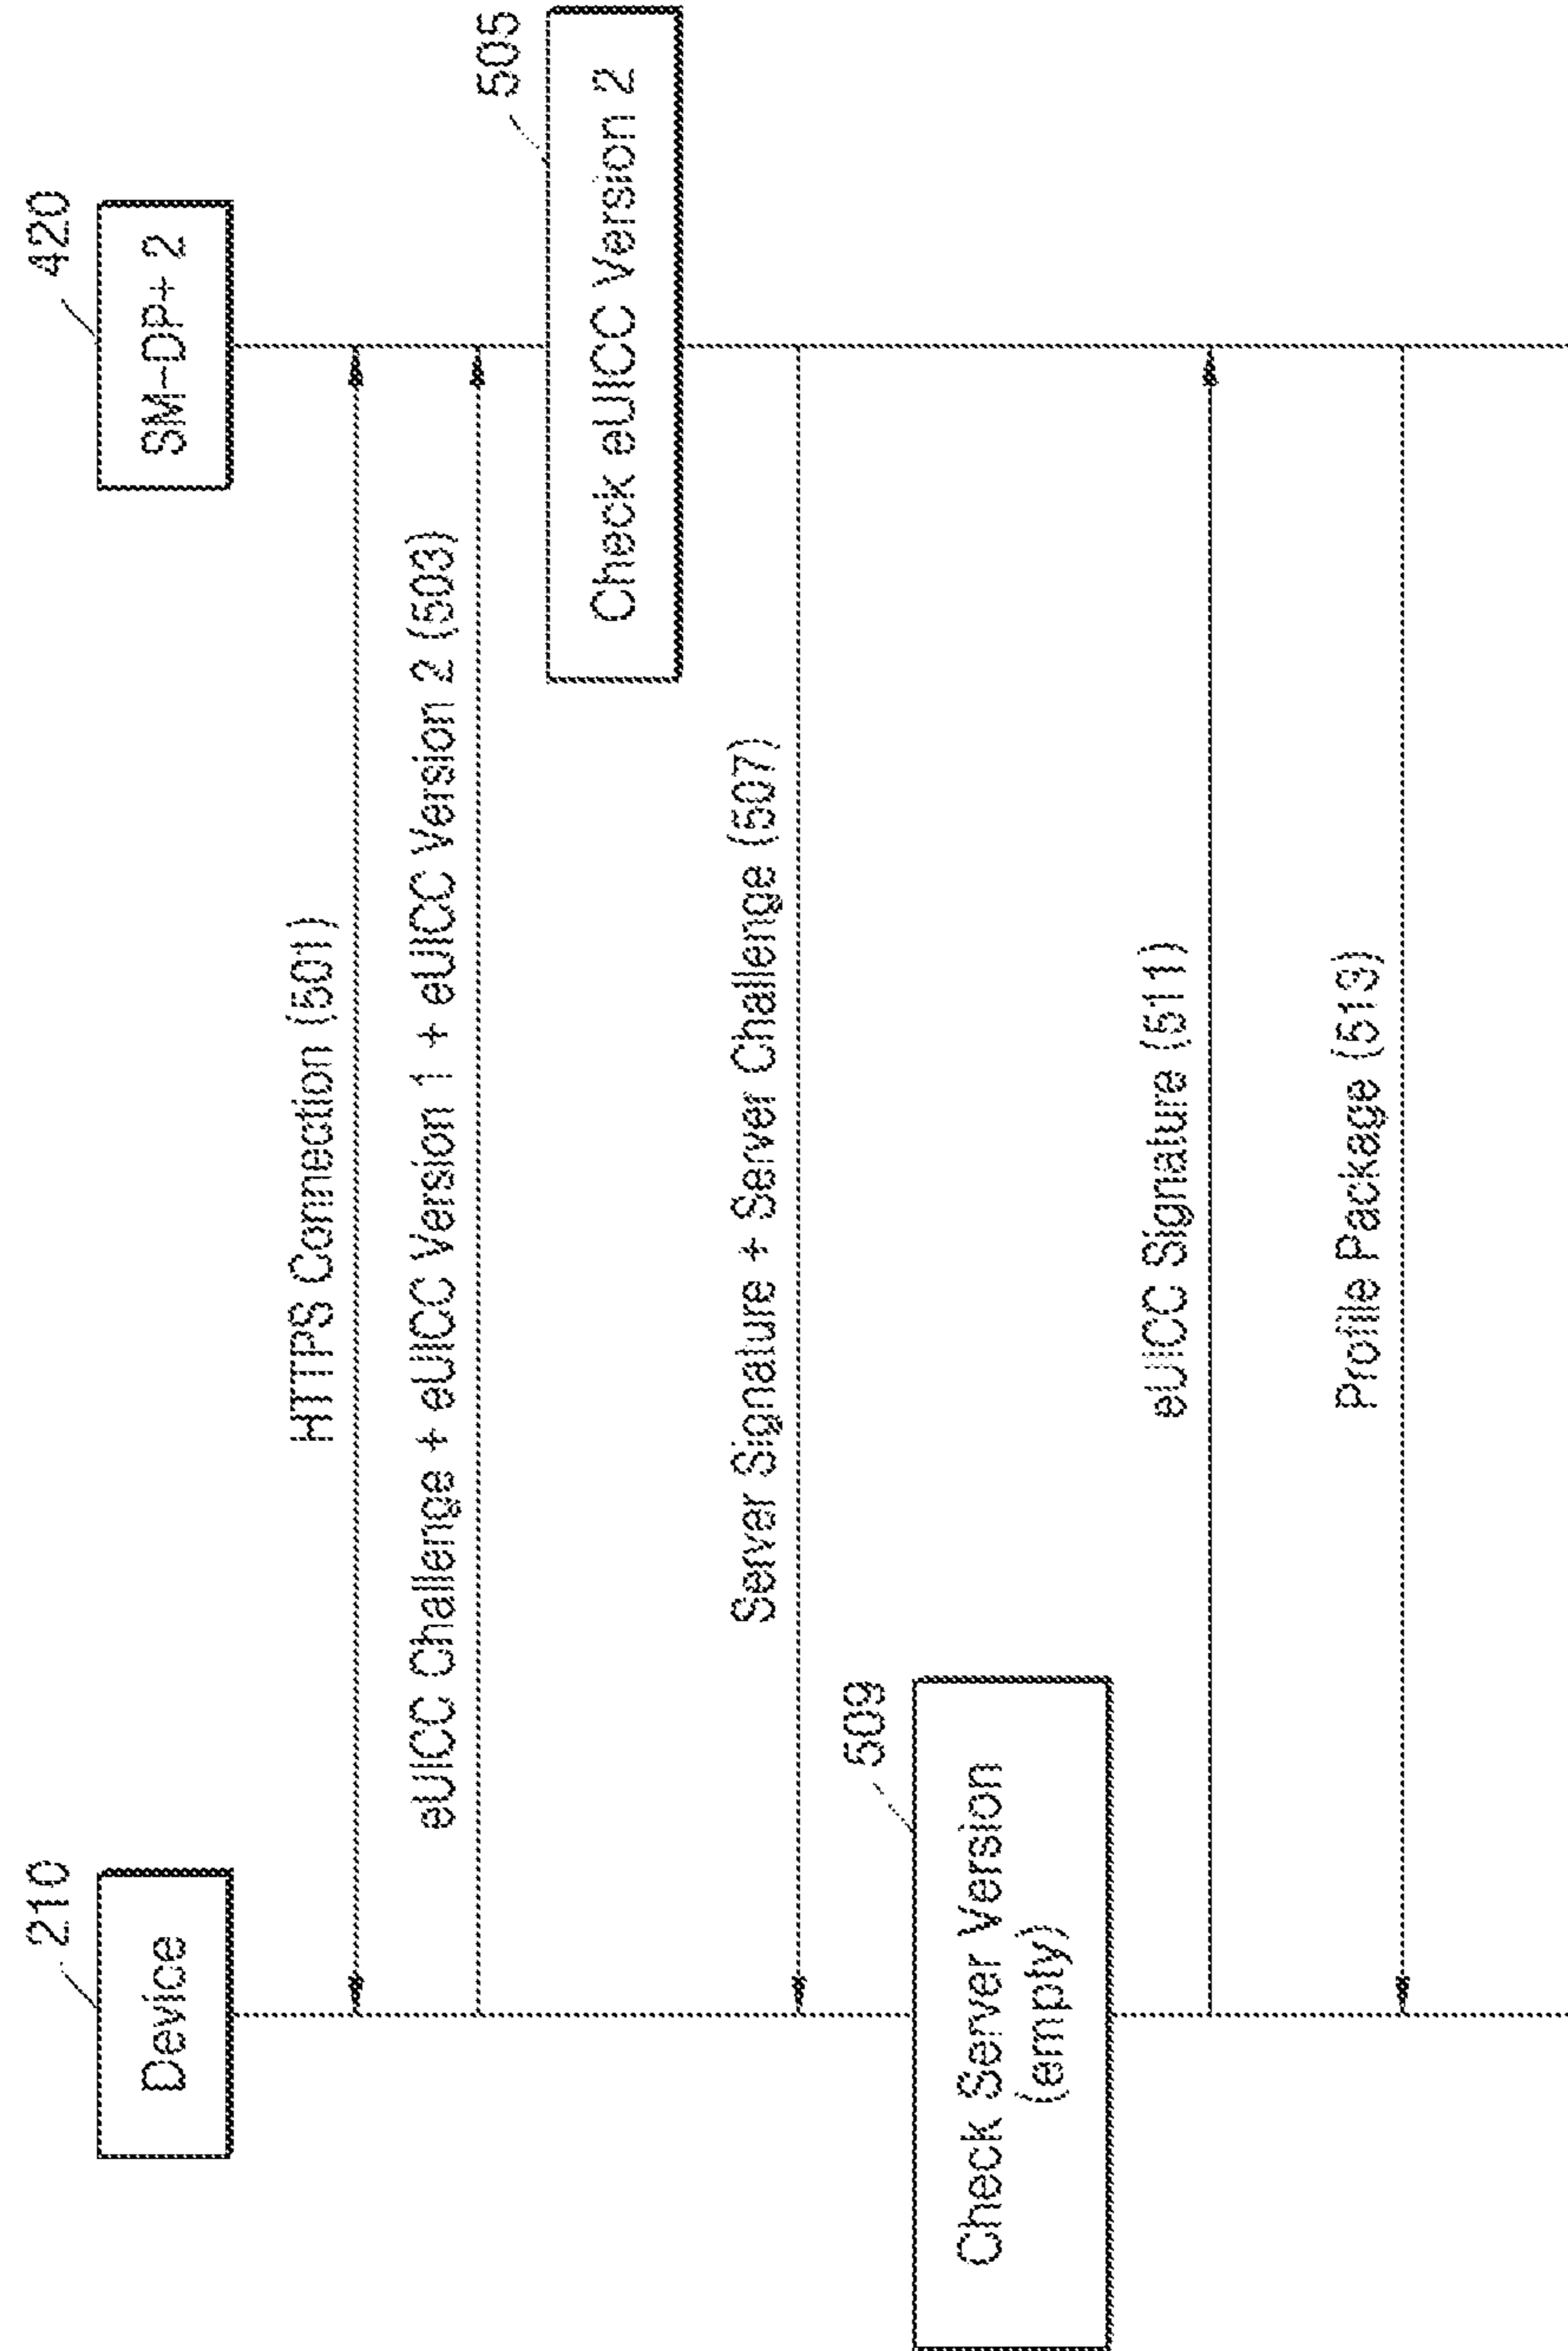 210
Device
420
SM-DP+ 2
HTTPS Connection (501)
eUICC Challenge + eUICC Version 1 + eUICC Version 2 (503)
505
Check eUICC Version 2
Server Signature + Server Challenge (507)
509
Check Server Version
(empty)
eUICC Signature (511)
Profile Package (513)